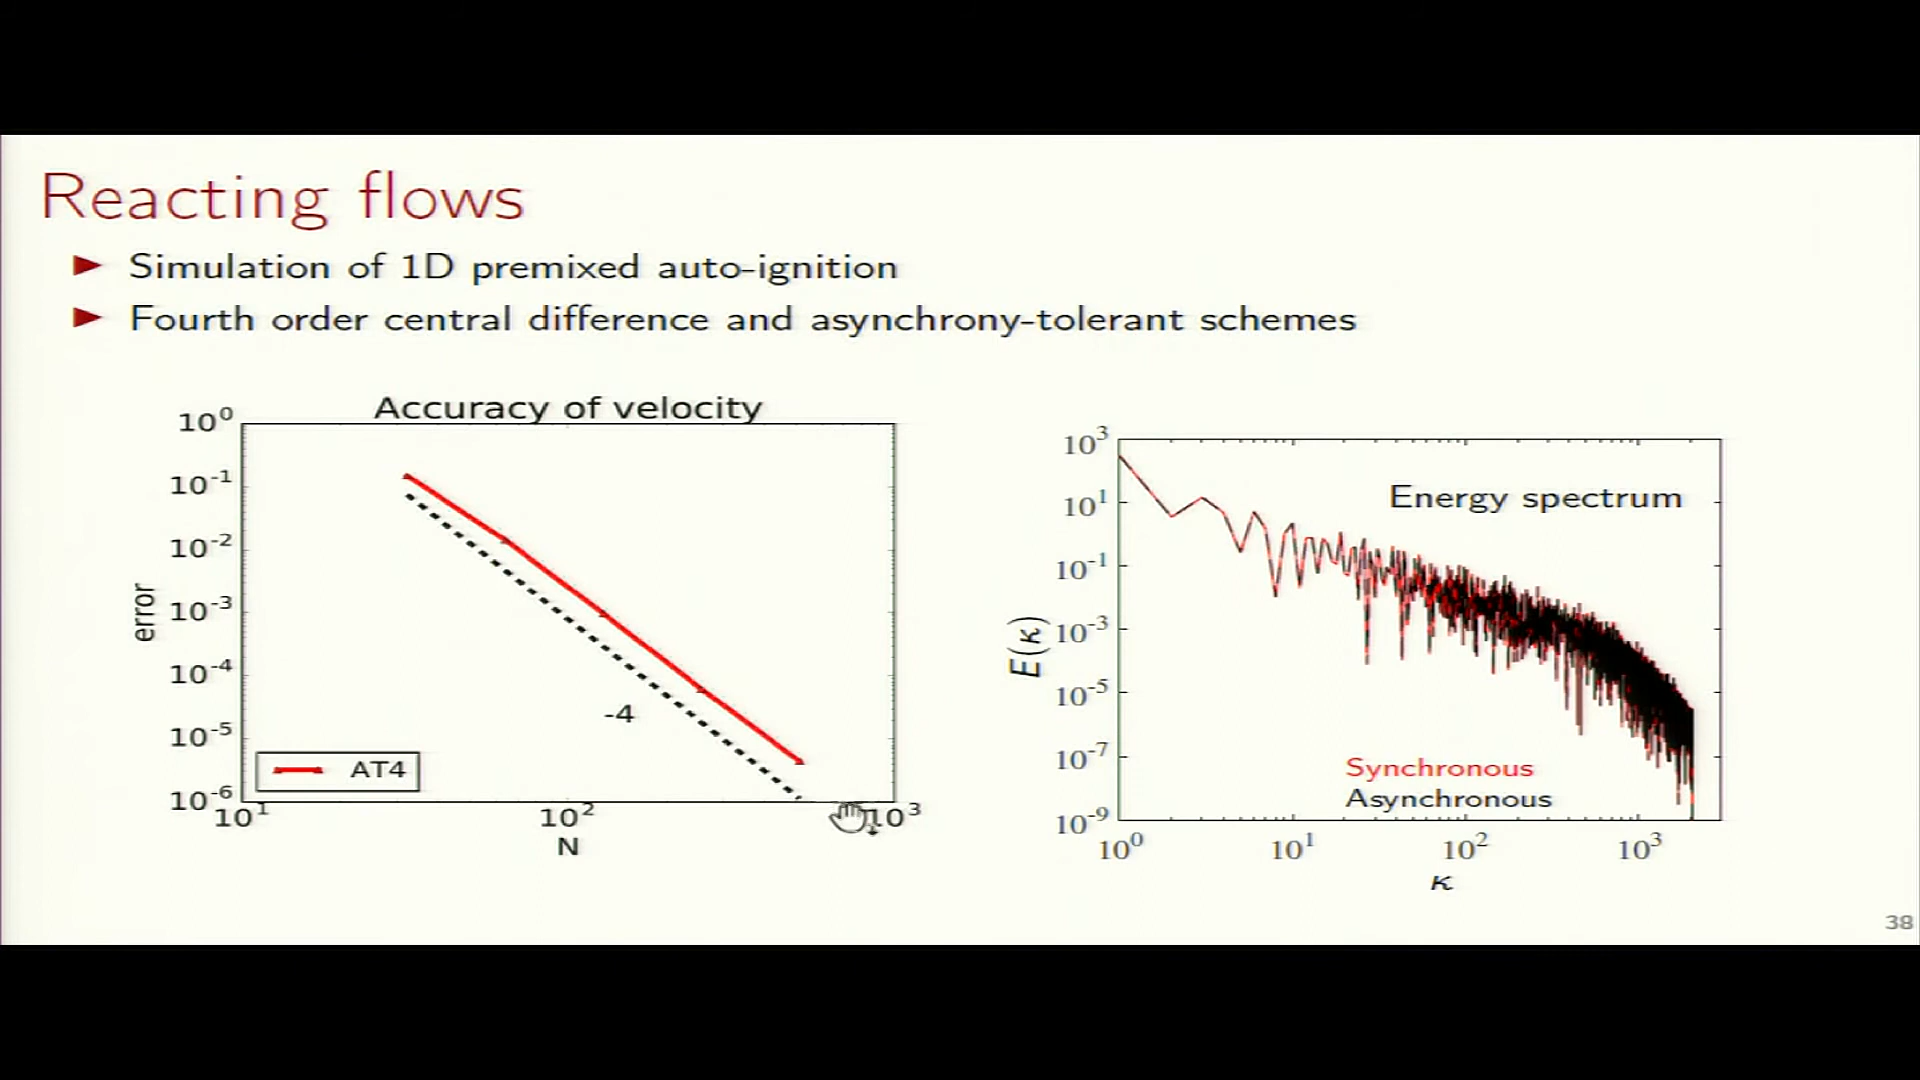 Reacting flows
Simulation of 1D premixed auto-ignition
Fourth order central difference and asynchrony-tolerant schemes
Accuracy of velocity
10⁰
10⁻¹
10⁻²
10⁻³
10⁻⁴
10⁻⁵
10⁻⁶
error
-4
AT4
10¹
10²
10³
N
10³
10¹
10⁻¹
10⁻³
10⁻⁵
10⁻⁷
10⁻⁹
E(κ)
Energy spectrum
Synchronous
Asynchronous
10⁰
10¹
10²
10³
κ
38